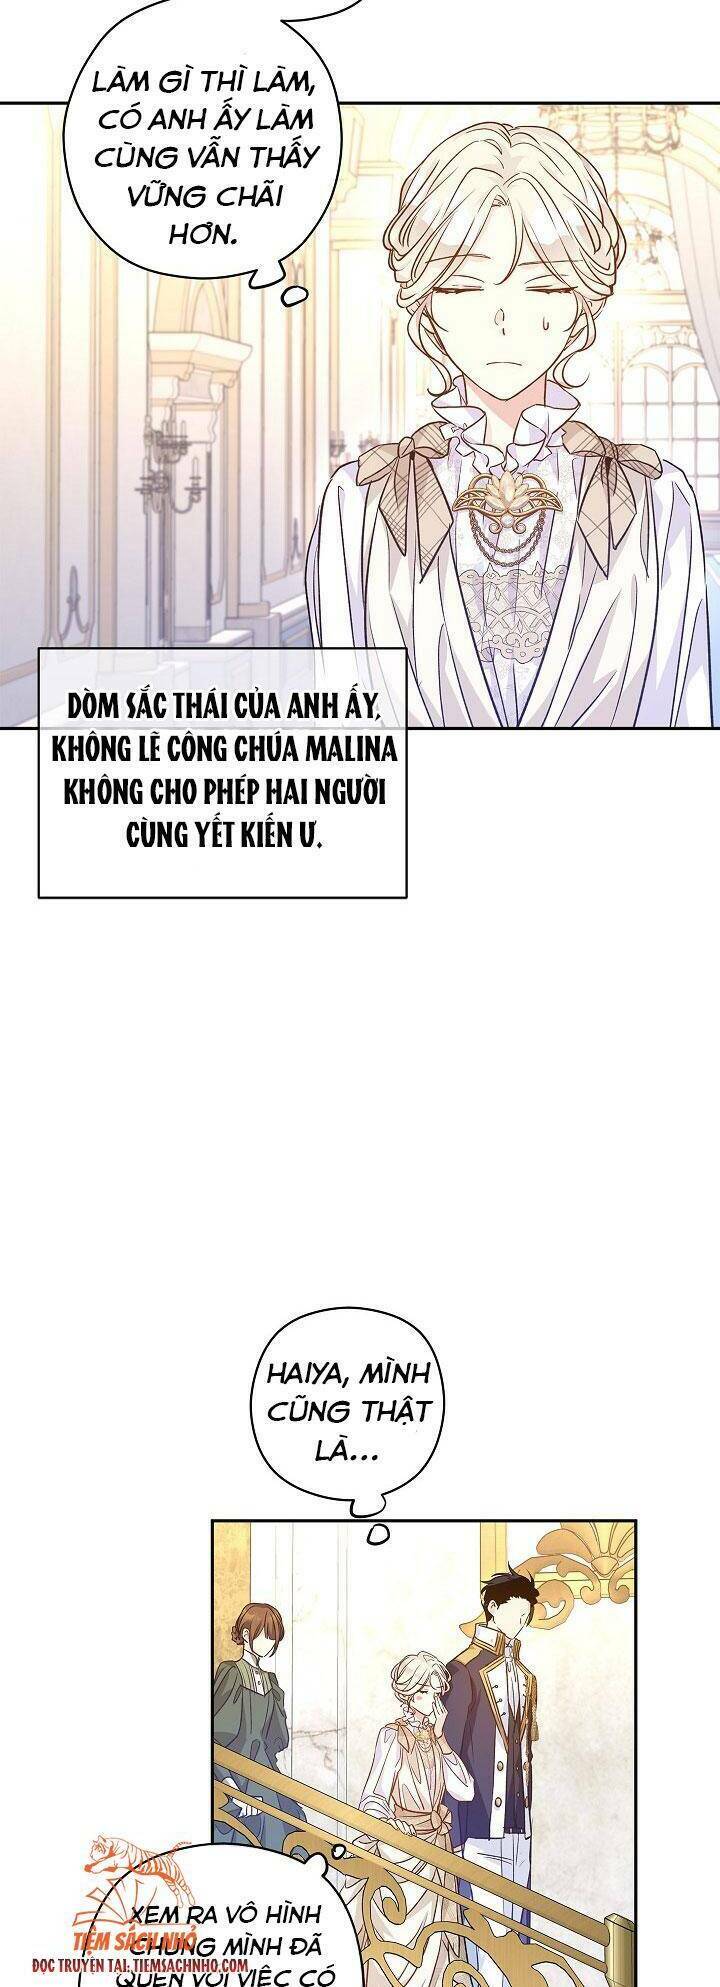 LÀM GÌ THÌ LÀM,
CÓ ANH ẤY LÀM
CÙNG VẪN THẤY
VỮNG CHÃI
HƠN.
DÒM SẮC THÁI CỦA ANH ẤY,
KHÔNG LẼ CÔNG CHÚA MALINA
KHÔNG CHO PHÉP HAI NGƯỜI
CÙNG YẾT KIẾN Ư.
HAIYA, MÌNH
CŨNG THẬT
LÀ...
XEM RA VÔ HÌNH
CHUNG MÌNH ĐÃ
QUEN VỚI VIỆC CÓ
TIỆM SÁCH NHỎ
ĐỌC TRUYỆN TẠI: TIEMSACHNHO.COM